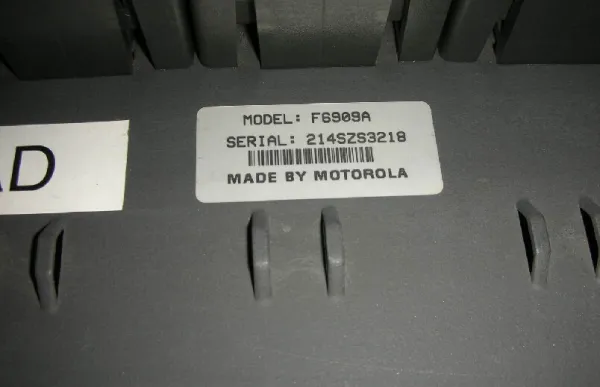 MODEL: F6909A
SERIAL: 214SZS3218
MADE BY MOTOROLA
AD